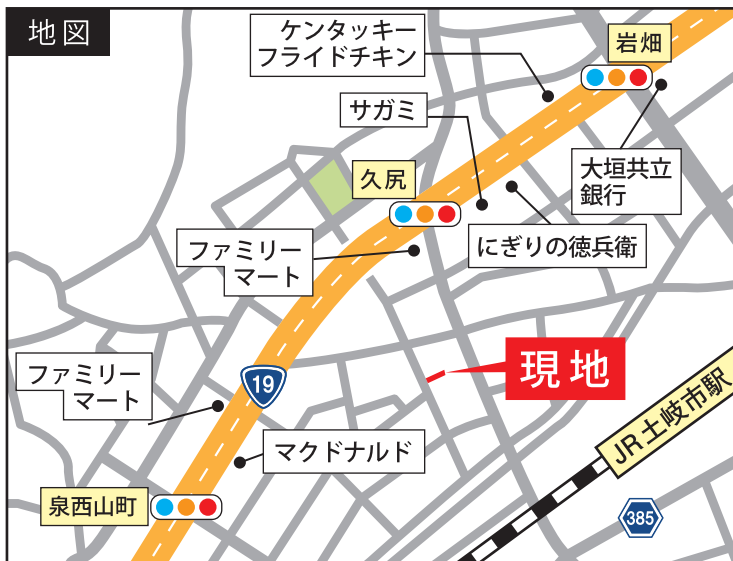 地図
ケンタッキー
フライドチキン
岩畑
サガミ
大垣共立
銀行
久尻
にぎりの徳兵衛
ファミリー
マート
現地
19
ファミリー
マート
マクドナルド
JR土岐市駅
泉西山町
385